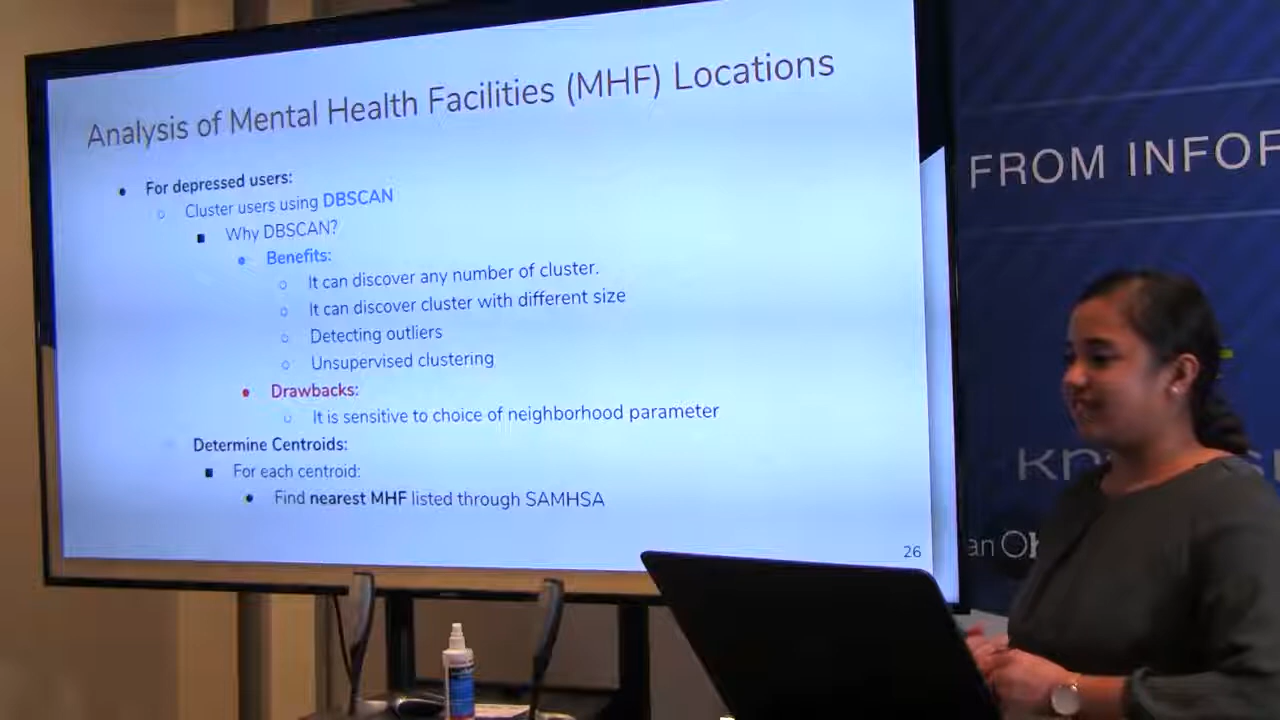 Analysis of Mental Health Facilities (MHF) Locations
For depressed users:
Cluster users using DBSCAN
Why DBSCAN?
Benefits:
It can discover any number of cluster.
It can discover cluster with different size
Detecting outliers
Unsupervised clustering
Drawbacks:
It is sensitive to choice of neighborhood parameter
Determine Centroids:
For each centroid:
Find nearest MHF listed through SAMHSA
26
FROM INFOR
an